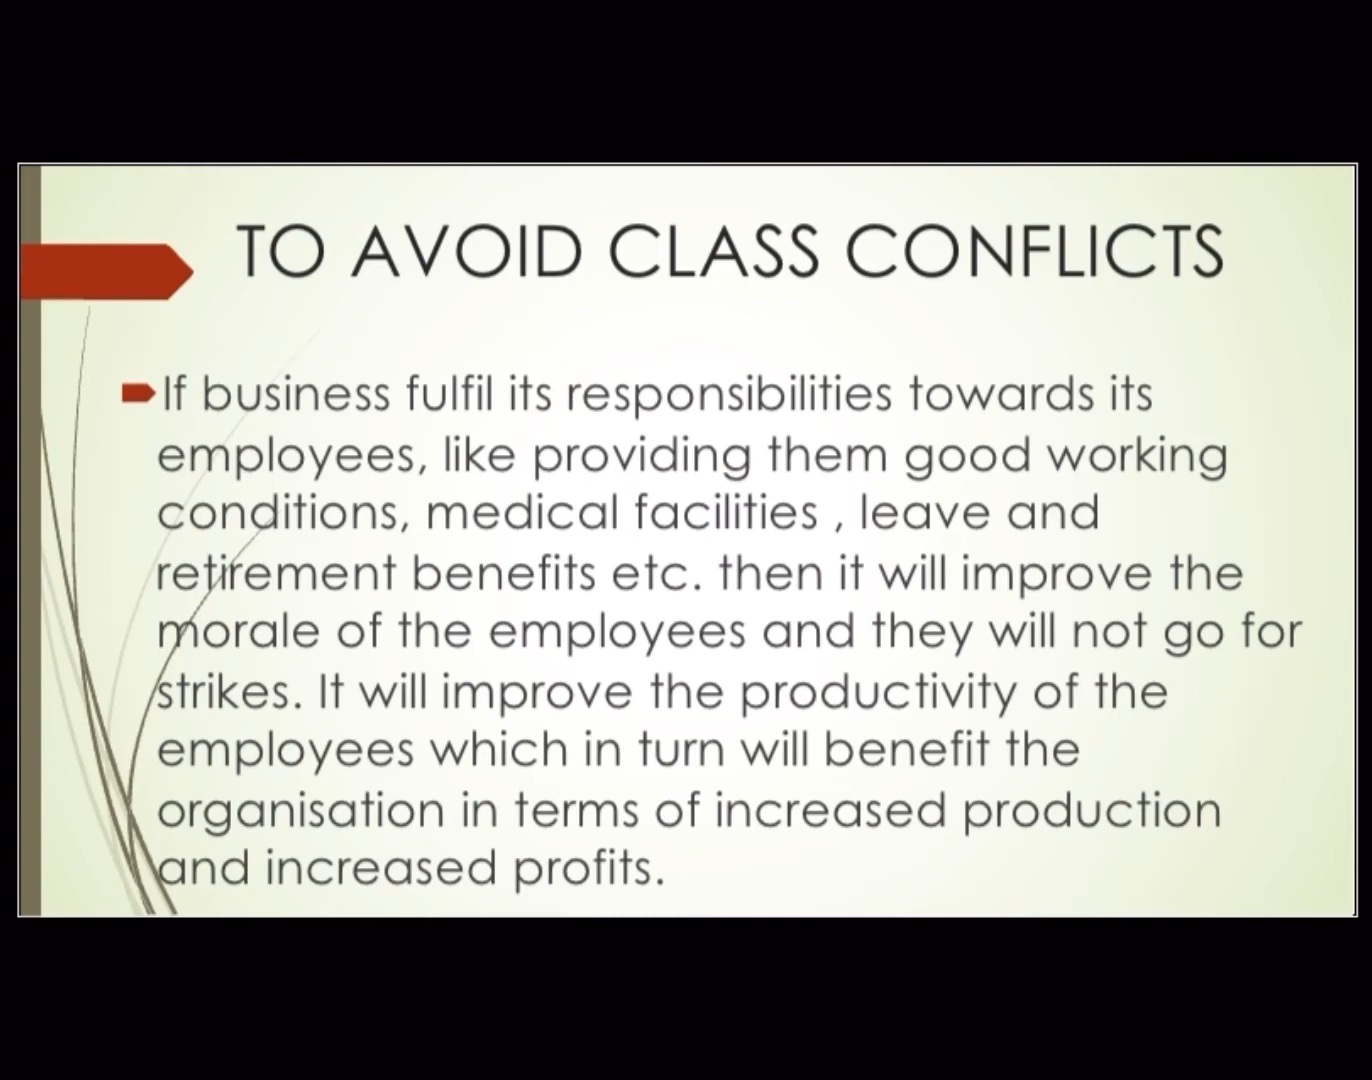 TO AVOID CLASS CONFLICTS
If business fulfil its responsibilities towards its
employees, like providing them good working
conditions, medical facilities , leave and
retirement benefits etc. then it will improve the
morale of the employees and they will not go for
strikes. It will improve the productivity of the
employees which in turn will benefit the
organisation in terms of increased production
and increased profits.